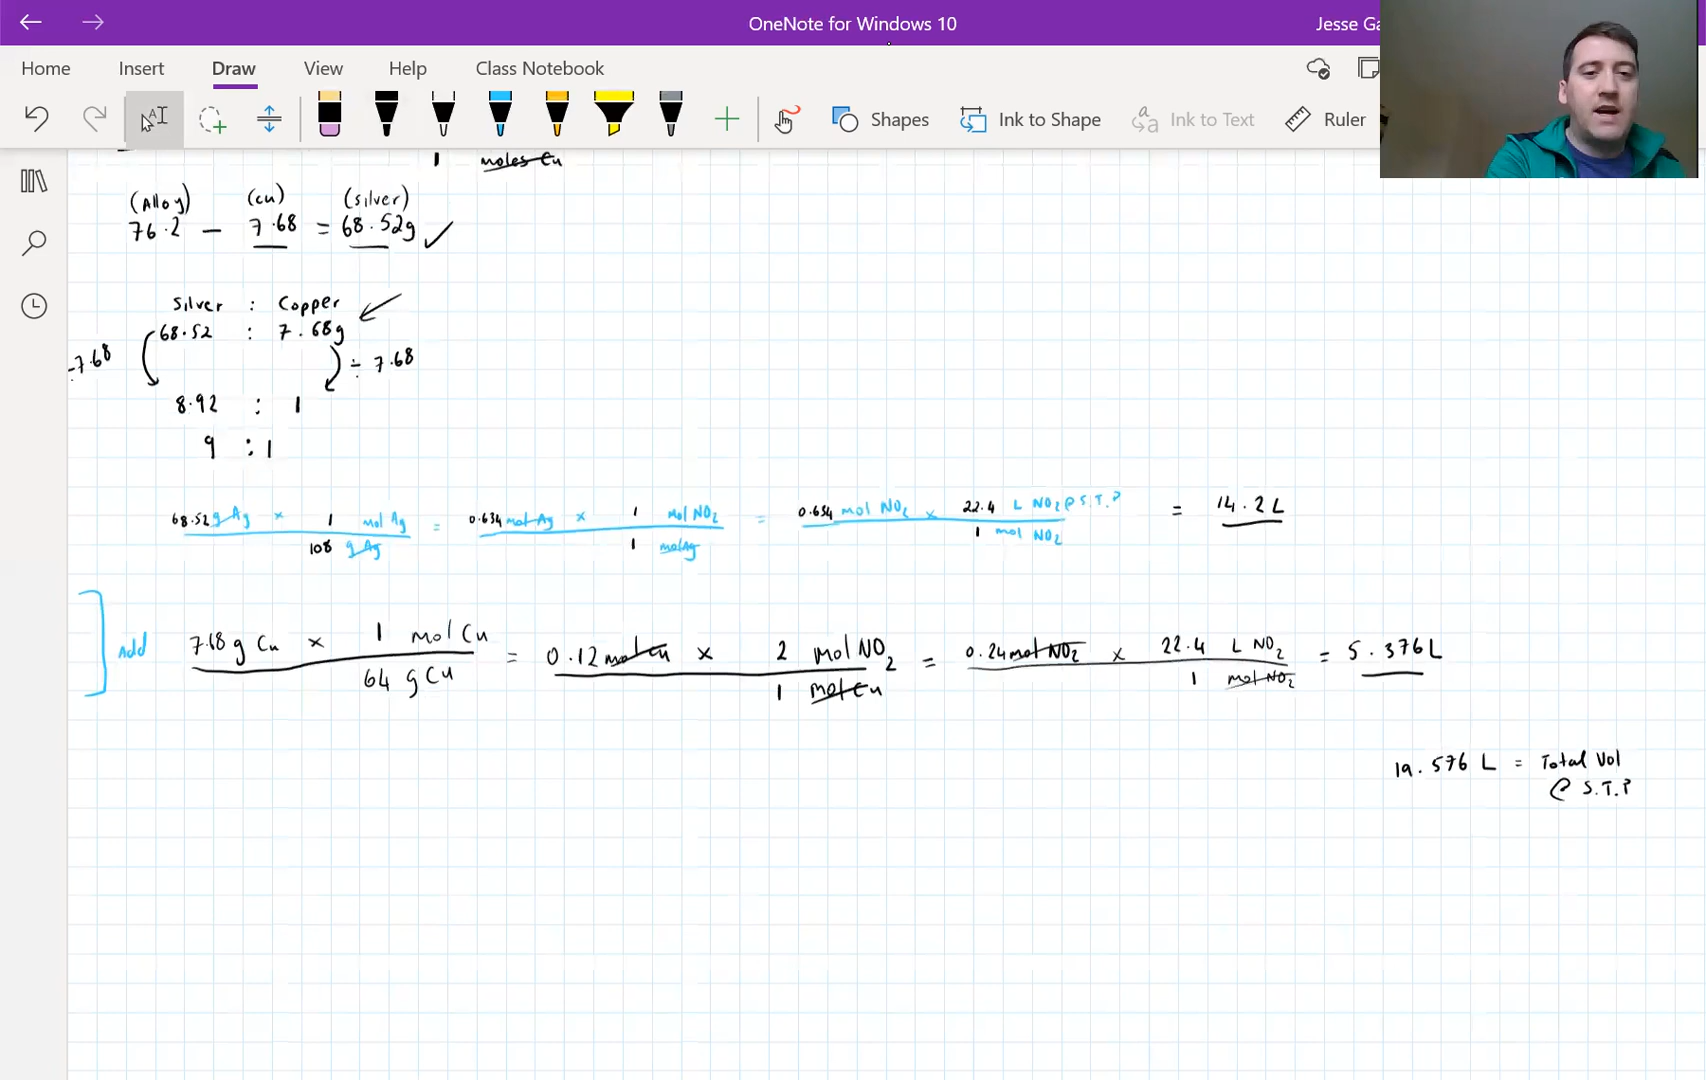 OneNote for Windows 10
Jesse Ga
Home Insert Draw View Help Class Notebook
Shapes Ink to Shape Ink to Text Ruler
1 moles Cu
(Alloy) (Cu) (silver)
76.2 − 7.68 = 68.52g
Silver : Copper
68.52 : 7.68g
÷7.68 ÷ 7.68
8.92 : 1
9 : 1
68.52g Ag × 1 mol Ag = 0.634 mol Ag × 1 mol NO2 = 0.634 mol NO2 × 22.4 L NO2 @ S.T.P = 14.2L
108 g Ag 1 mol Ag 1 mol NO2
Add 7.68 g Cu × 1 mol Cu = 0.12 mol Cu × 2 mol NO2 = 0.24 mol NO2 × 22.4 L NO2 = 5.376L
64 g Cu 1 mol Cu 1 mol NO2
19.576 L = Total Vol
@ S.T.P